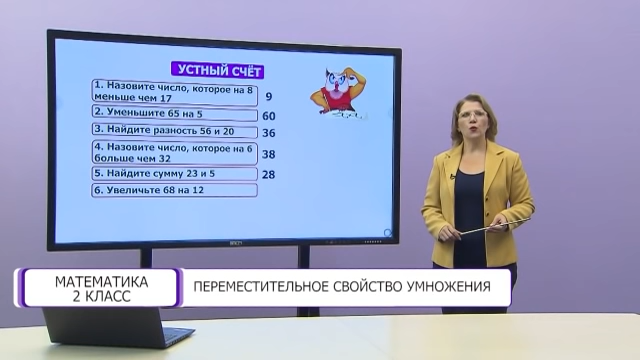 УСТНЫЙ СЧЁТ
1. Назовите число, которое на 8
меньше чем 17
9
2. Уменьшите 65 на 5
60
3. Найдите разность 56 и 20
36
4. Назовите число, которое на 6
больше чем 32
38
5. Найдите сумму 23 и 5
28
6. Увеличьте 68 на 12
МАТЕМАТИКА
2 КЛАСС
ПЕРЕМЕСТИТЕЛЬНОЕ СВОЙСТВО УМНОЖЕНИЯ